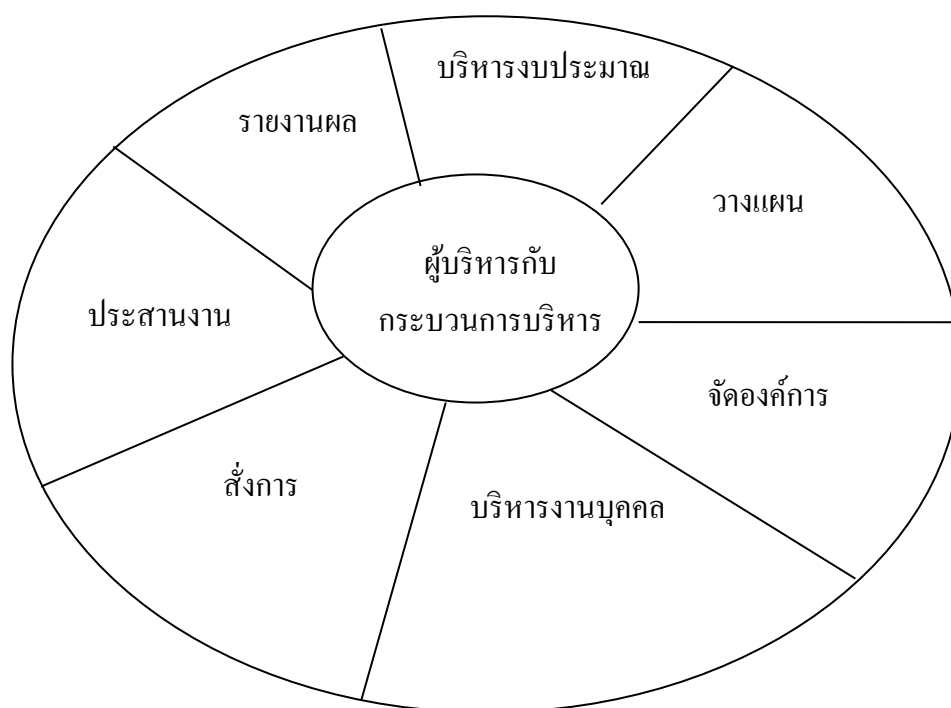 บริหารงบประมาณ
รายงานผล
วางแผน
ผู้บริหารกับ
กระบวนการบริหาร
ประสานงาน
จัดองค์การ
สั่งการ
บริหารงานบุคคล